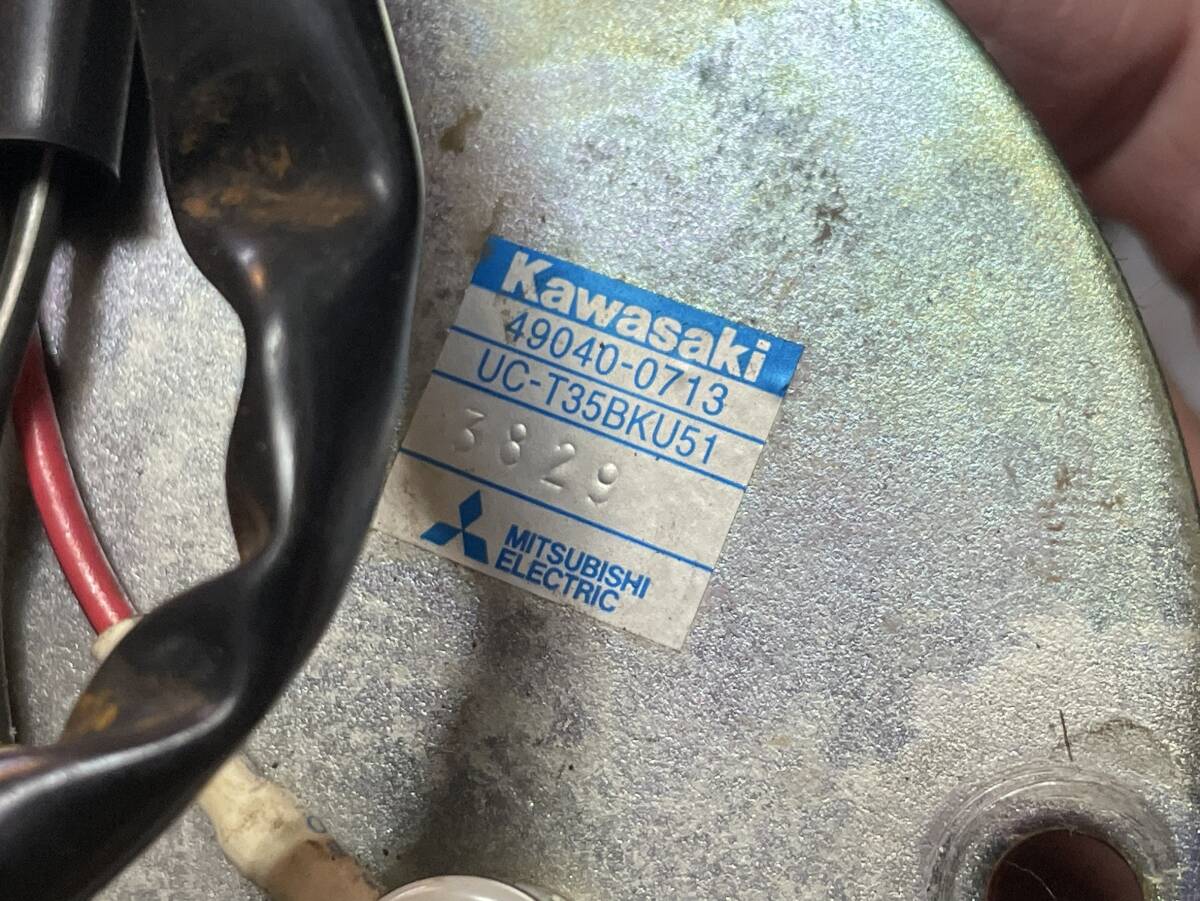 Kawasaki
49040-0713
UC-T35BKU51
3829
MITSUBISHI
ELECTRIC